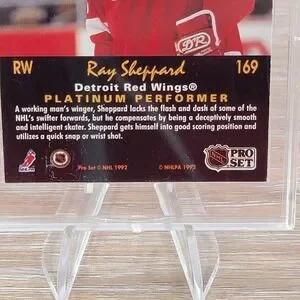 DR
RW Ray Sheppard 169
Detroit Red Wings®
PLATINUM PERFORMER
A working man's winger, Sheppard lacks the flash and dash of some of the
NHL's swifter forwards, but he compensates by being a deceptively smooth
and intelligent skater. Sheppard gets himself into good scoring position and
utilizes a quick snap or wrist shot.
Pro Set © NHL 1992 © NHLPA 1992
NHL PRO SET